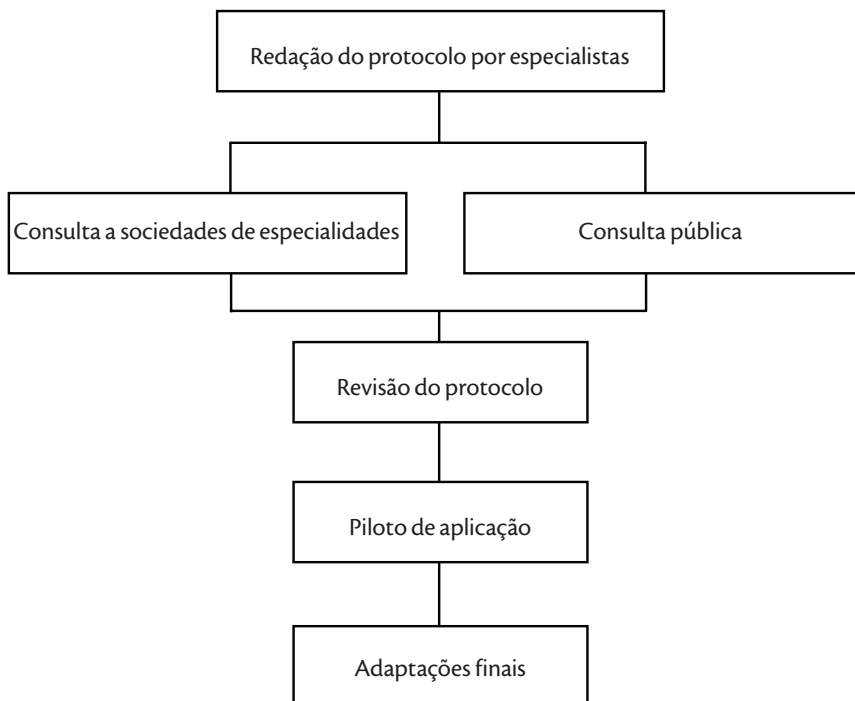 Redação do protocolo por especialistas
Consulta a sociedades de especialidades
Consulta pública
Revisão do protocolo
Piloto de aplicação
Adaptações finais